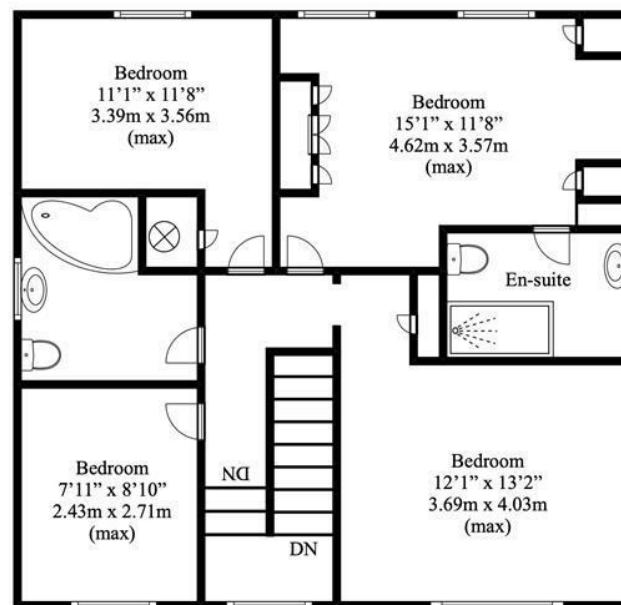 Bedroom
11’1” x 11’8”
3.39m x 3.56m
(max)
Bedroom
15’1” x 11’8”
4.62m x 3.57m
(max)
En-suite
Bedroom
7’11” x 8’10”
2.43m x 2.71m
(max)
DN
DN
Bedroom
12’1” x 13’2”
3.69m x 4.03m
(max)